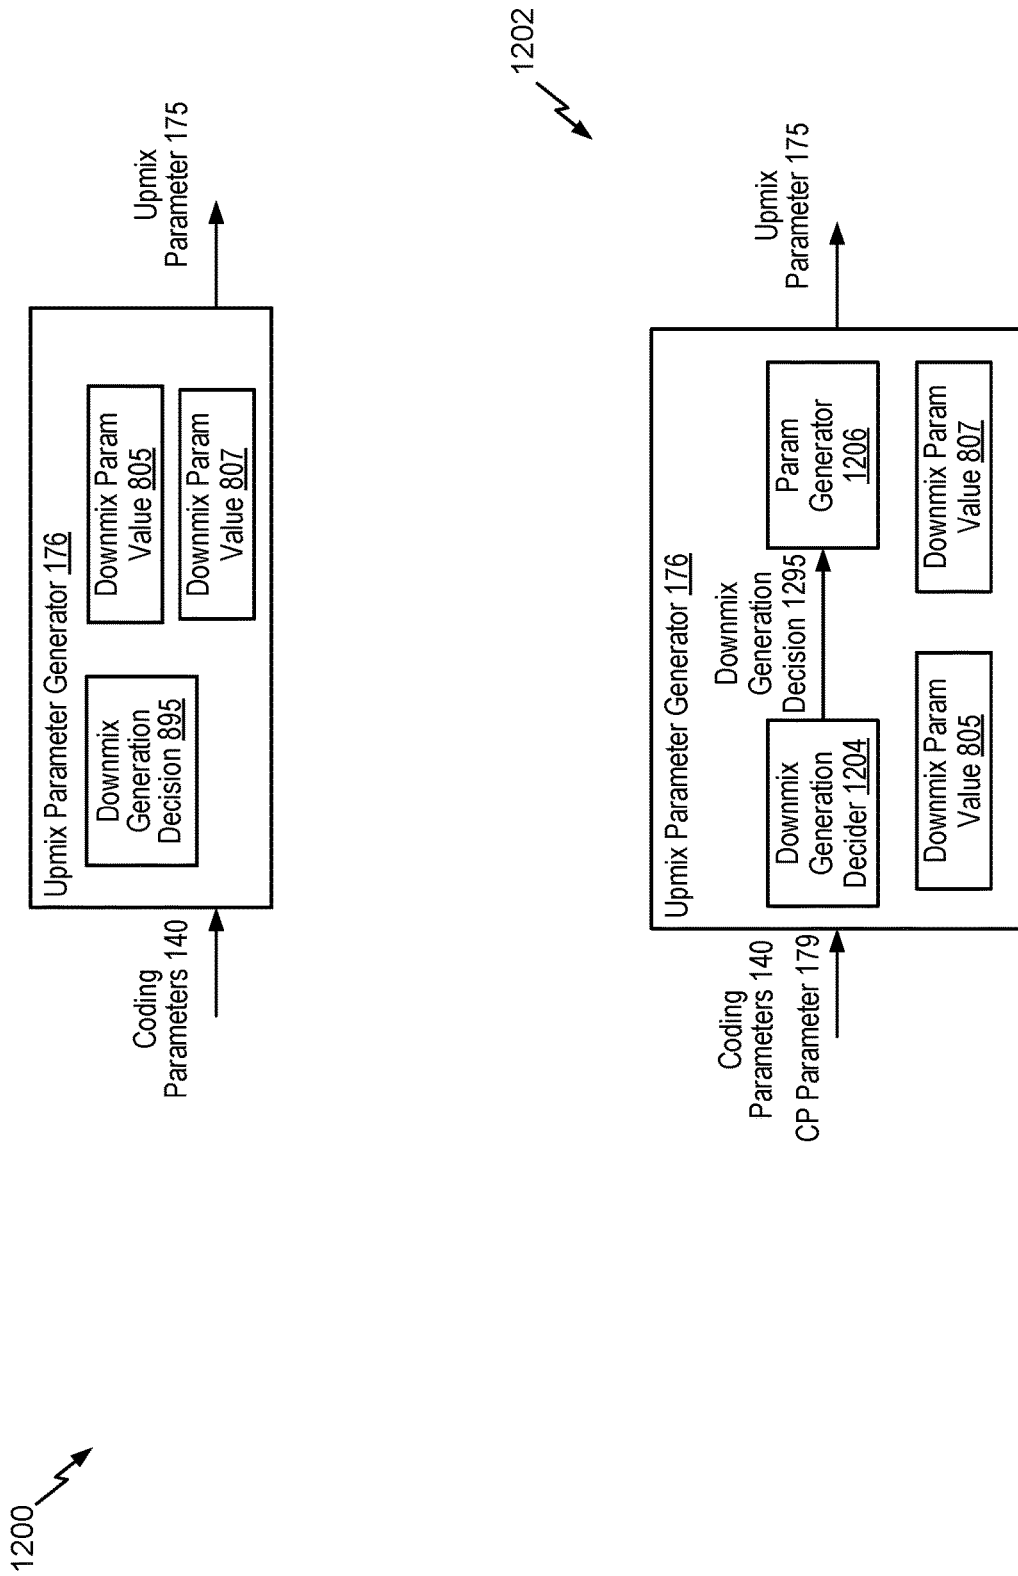 1200
Upmix Parameter Generator 176
Coding
Parameters 140
Downmix
Generation
Decision 895
Downmix Param
Value 805
Downmix Param
Value 807
Upmix
Parameter 175
1202
Upmix Parameter Generator 176
Coding
Parameters 140
CP Parameter 179
Downmix
Generation
Decider 1204
Downmix
Generation
Decision 1295
Param
Generator
1206
Downmix Param
Value 805
Downmix Param
Value 807
Upmix
Parameter 175